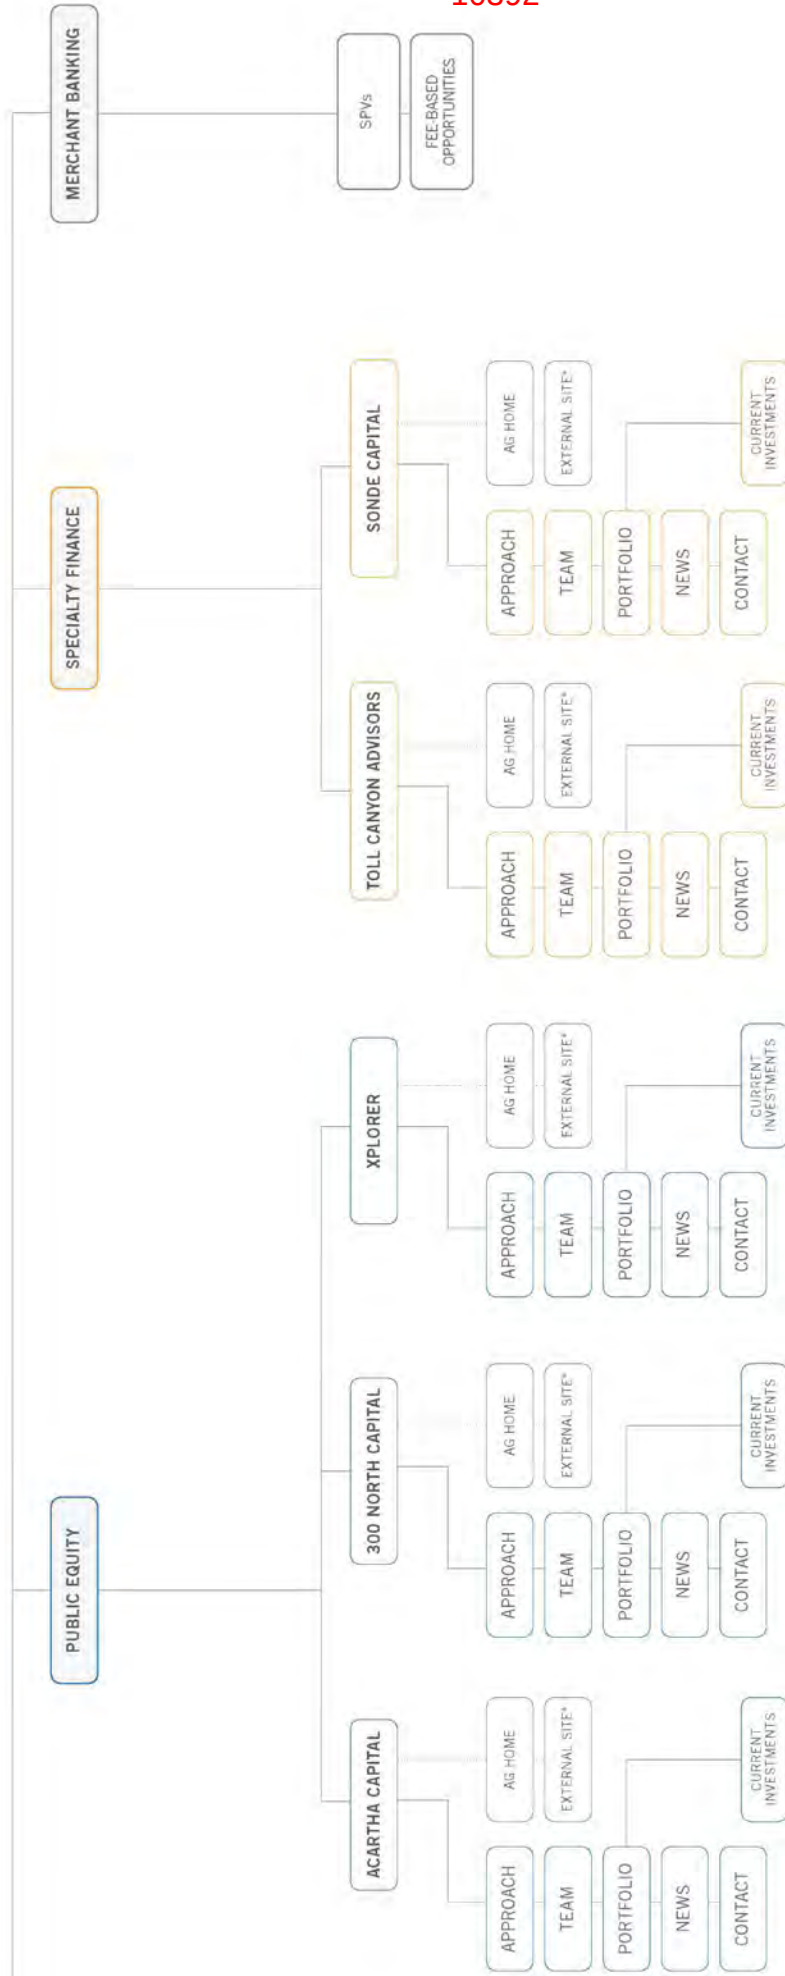 PUBLIC EQUITY
SPECIALTY FINANCE
MERCHANT BANKING
ACARTHA CAPITAL
APPROACH
TEAM
PORTFOLIO
NEWS
CONTACT
AG HOME
EXTERNAL SITE*
CURRENT
INVESTMENTS
300 NORTH CAPITAL
APPROACH
TEAM
PORTFOLIO
NEWS
CONTACT
AG HOME
EXTERNAL SITE*
CURRENT
INVESTMENTS
XPLORER
APPROACH
TEAM
PORTFOLIO
NEWS
CONTACT
AG HOME
EXTERNAL SITE*
CURRENT
INVESTMENTS
TOLL CANYON ADVISORS
APPROACH
TEAM
PORTFOLIO
NEWS
CONTACT
AG HOME
EXTERNAL SITE*
CURRENT
INVESTMENTS
SONDE CAPITAL
APPROACH
TEAM
PORTFOLIO
NEWS
CONTACT
AG HOME
EXTERNAL SITE*
CURRENT
INVESTMENTS
SPVs
FEE-BASED
OPPORTUNITIES